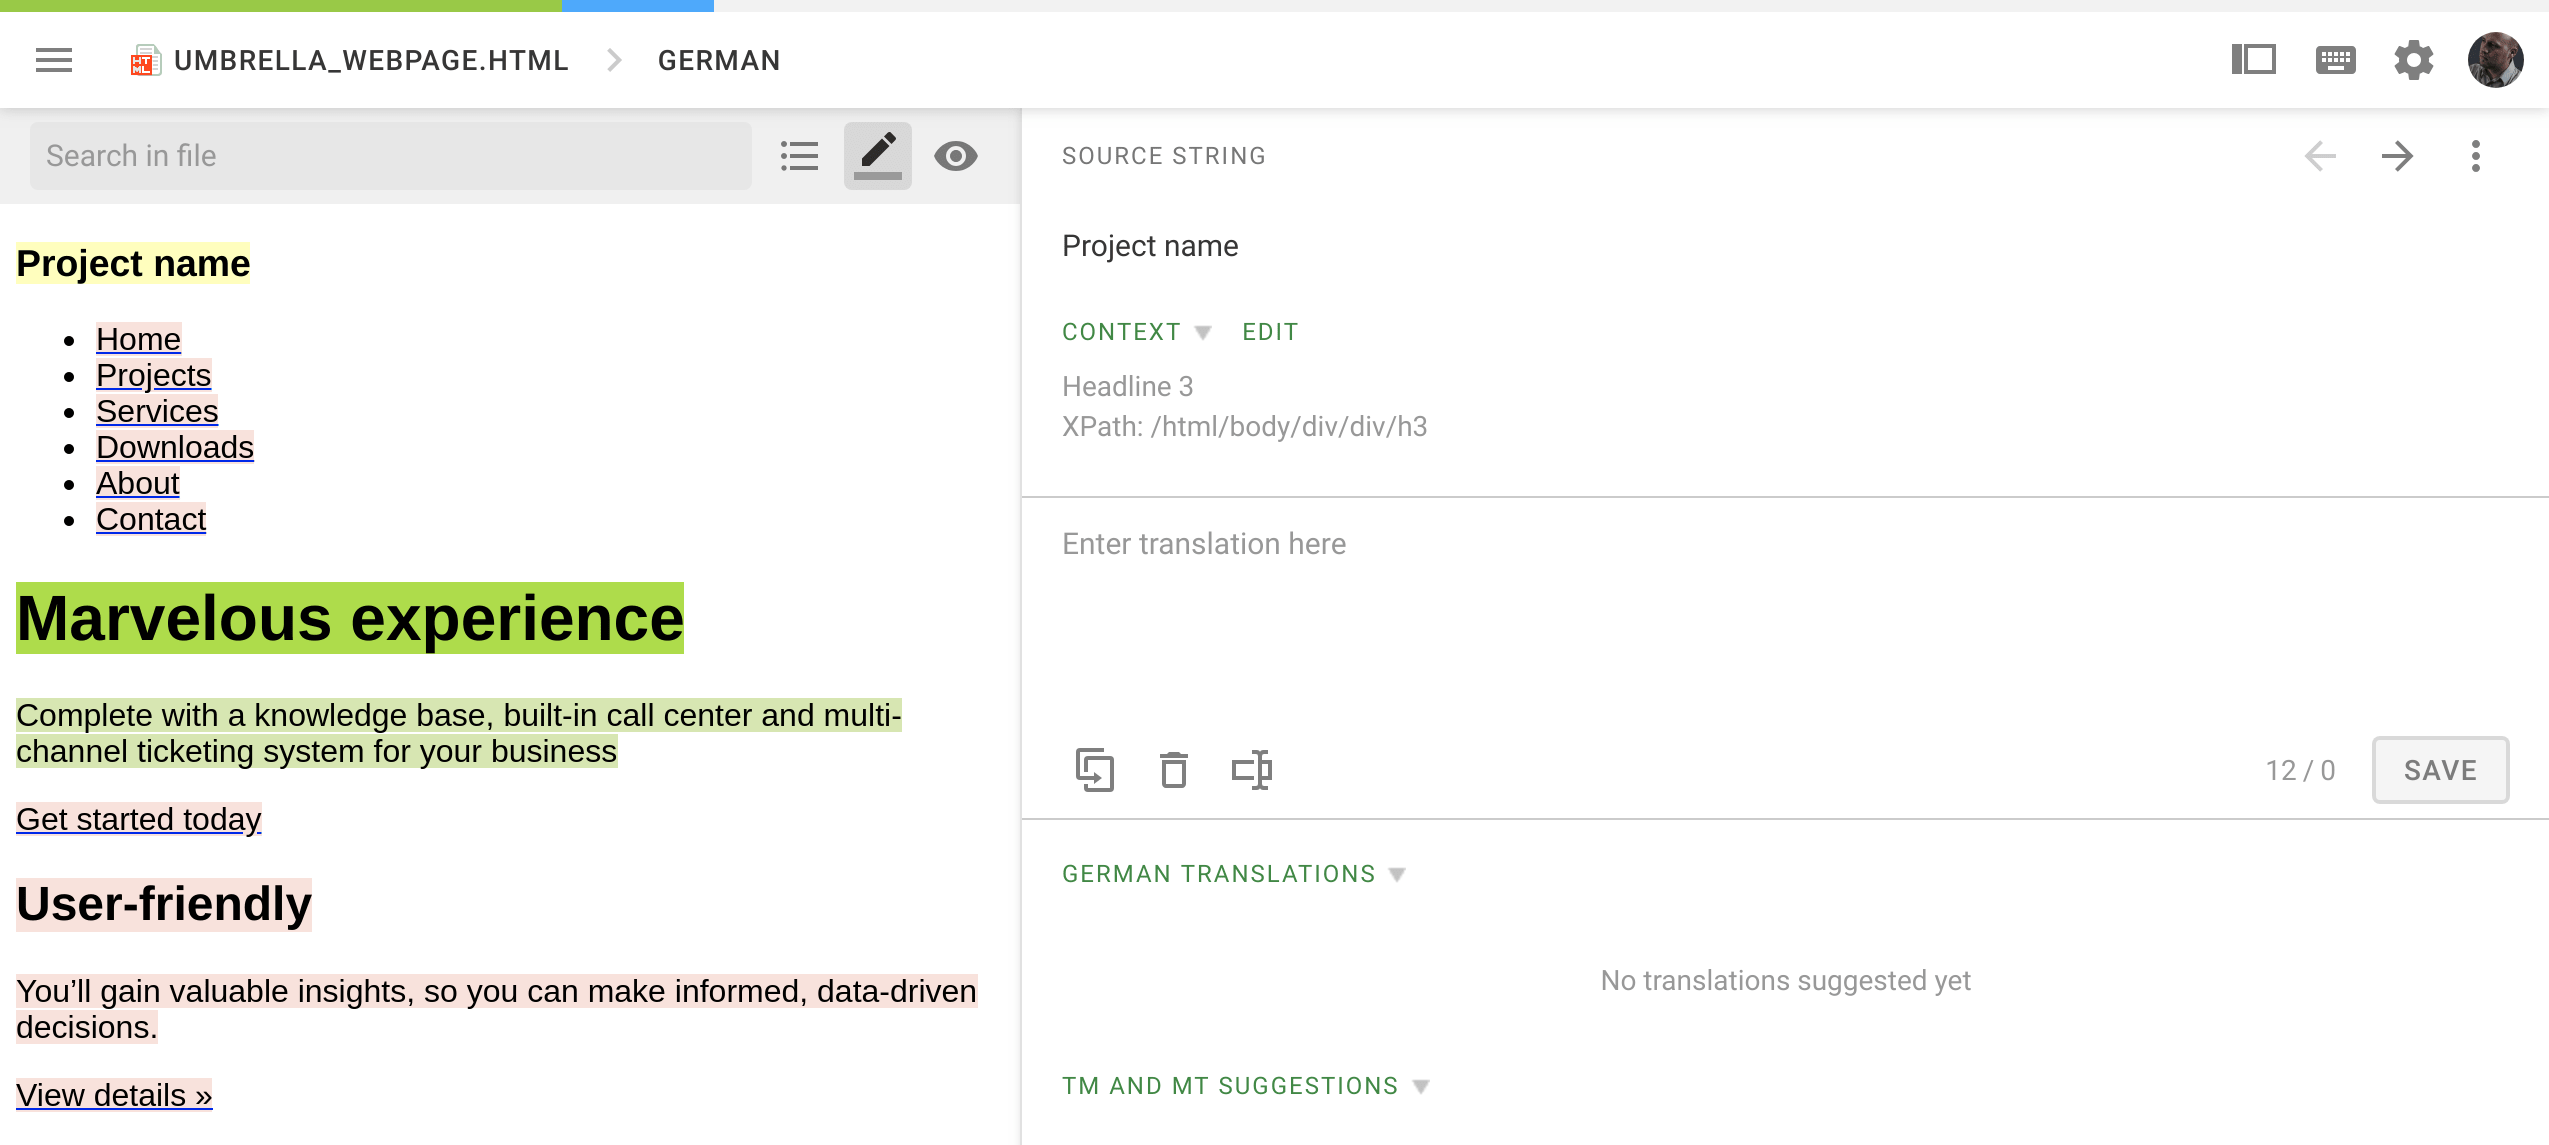 HTML
UMBRELLA_WEBPAGE.HTML
GERMAN
Search in file
Project name
Home
Projects
Services
Downloads
About
Contact
Marvelous experience
Complete with a knowledge base, built-in call center and multi-
channel ticketing system for your business
Get started today
User-friendly
You’ll gain valuable insights, so you can make informed, data-driven
decisions.
View details »
SOURCE STRING
Project name
CONTEXT
EDIT
Headline 3
XPath: /html/body/div/div/h3
Enter translation here
12 / 0
SAVE
GERMAN TRANSLATIONS
No translations suggested yet
TM AND MT SUGGESTIONS